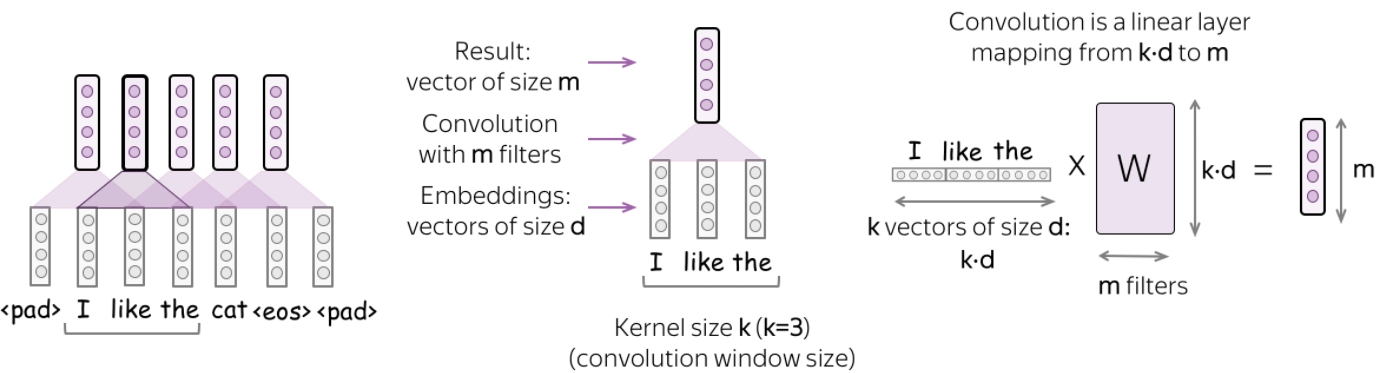 <pad> I like the cat <eos> <pad>
Result:
vector of size m
Convolution
with m filters
Embeddings:
vectors of size d
I like the
Kernel size k (k=3)
(convolution window size)
Convolution is a linear layer
mapping from k·d to m
I like the
X
W
k·d
=
m
k vectors of size d:
k·d
m filters